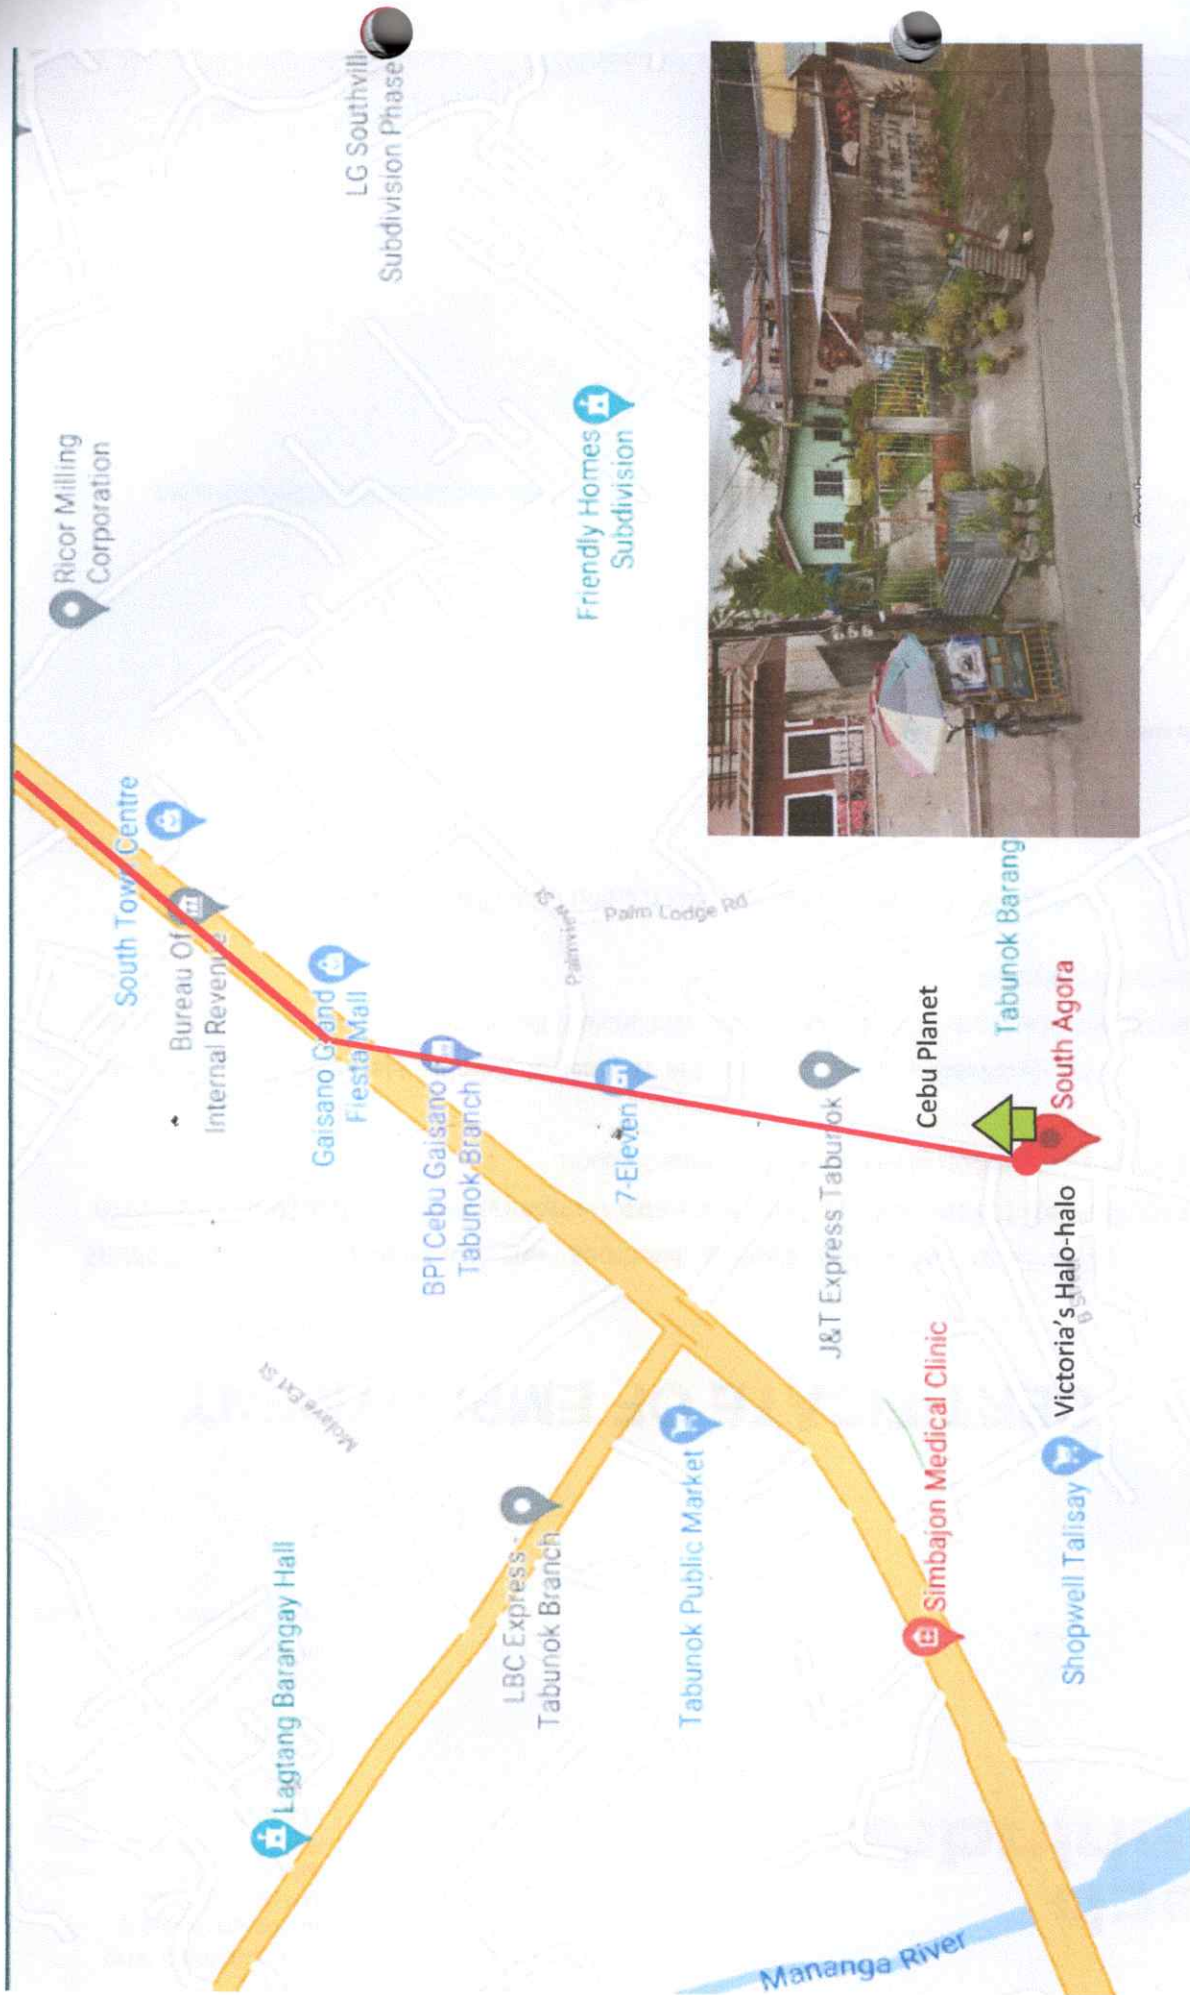 Lagtang Barangay Hall
LBC Express -
Tabunok Branch
Tabunok Public Market
Simbajon Medical Clinic
Shopwell Talisay
Mananga River
Molave Ext St
South Town Centre
Bureau Of
Internal Revenue
Gaisano Grand
Fiesta Mall
BPI Cebu Gaisano
Tabunok Branch
7-Eleven
J&T Express Tabunok
Cebu Planet
Victoria's Halo-halo
South Agora
Tabunok Barang
Palmview St
Palm Lodge Rd
Ricor Milling
Corporation
Friendly Homes
Subdivision
LG Southvill
Subdivision Phase